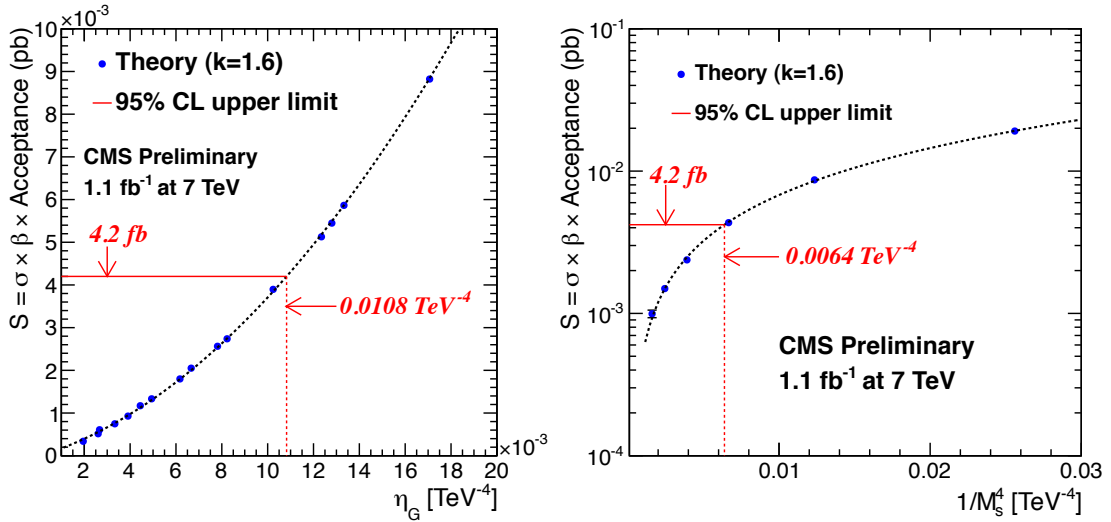 ×10⁻³
S = σ × β × Acceptance (pb)
10
9
8
7
6
5
4
3
2
1
0
Theory (k=1.6)
95% CL upper limit
CMS Preliminary
1.1 fb⁻¹ at 7 TeV
4.2 fb
0.0108 TeV⁻⁴
2 4 6 8 10 12 14 16 18 20
×10⁻³
η_G [TeV⁻⁴]
S = σ × β × Acceptance (pb)
10⁻¹
10⁻²
10⁻³
10⁻⁴
Theory (k=1.6)
95% CL upper limit
4.2 fb
0.0064 TeV⁻⁴
CMS Preliminary
1.1 fb⁻¹ at 7 TeV
0.01 0.02 0.03
1/M_s⁴ [TeV⁻⁴]